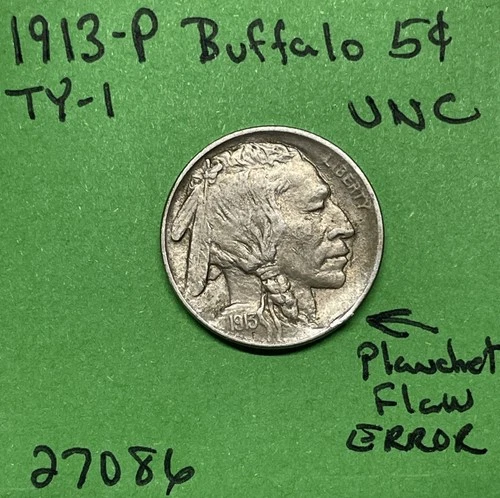 1913-P Buffalo 5¢
TY-1 UNC
LIBERTY
1913
Planchet
Flaw
ERROR
27086